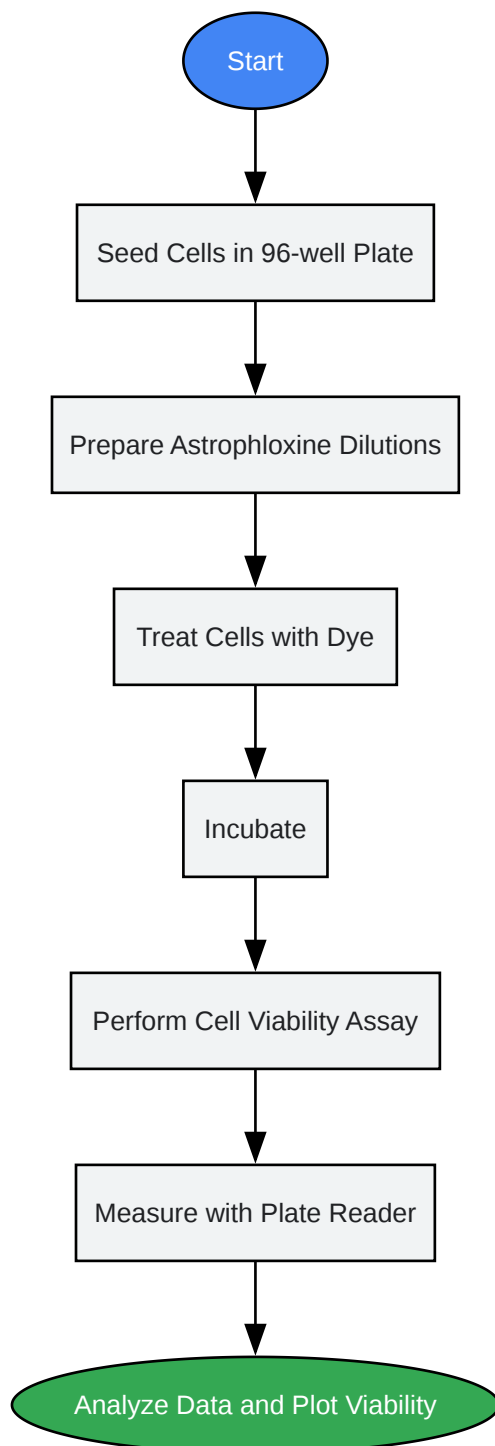 Start
Seed Cells in 96-well Plate
Prepare Astrophloxine Dilutions
Treat Cells with Dye
Incubate
Perform Cell Viability Assay
Measure with Plate Reader
Analyze Data and Plot Viability